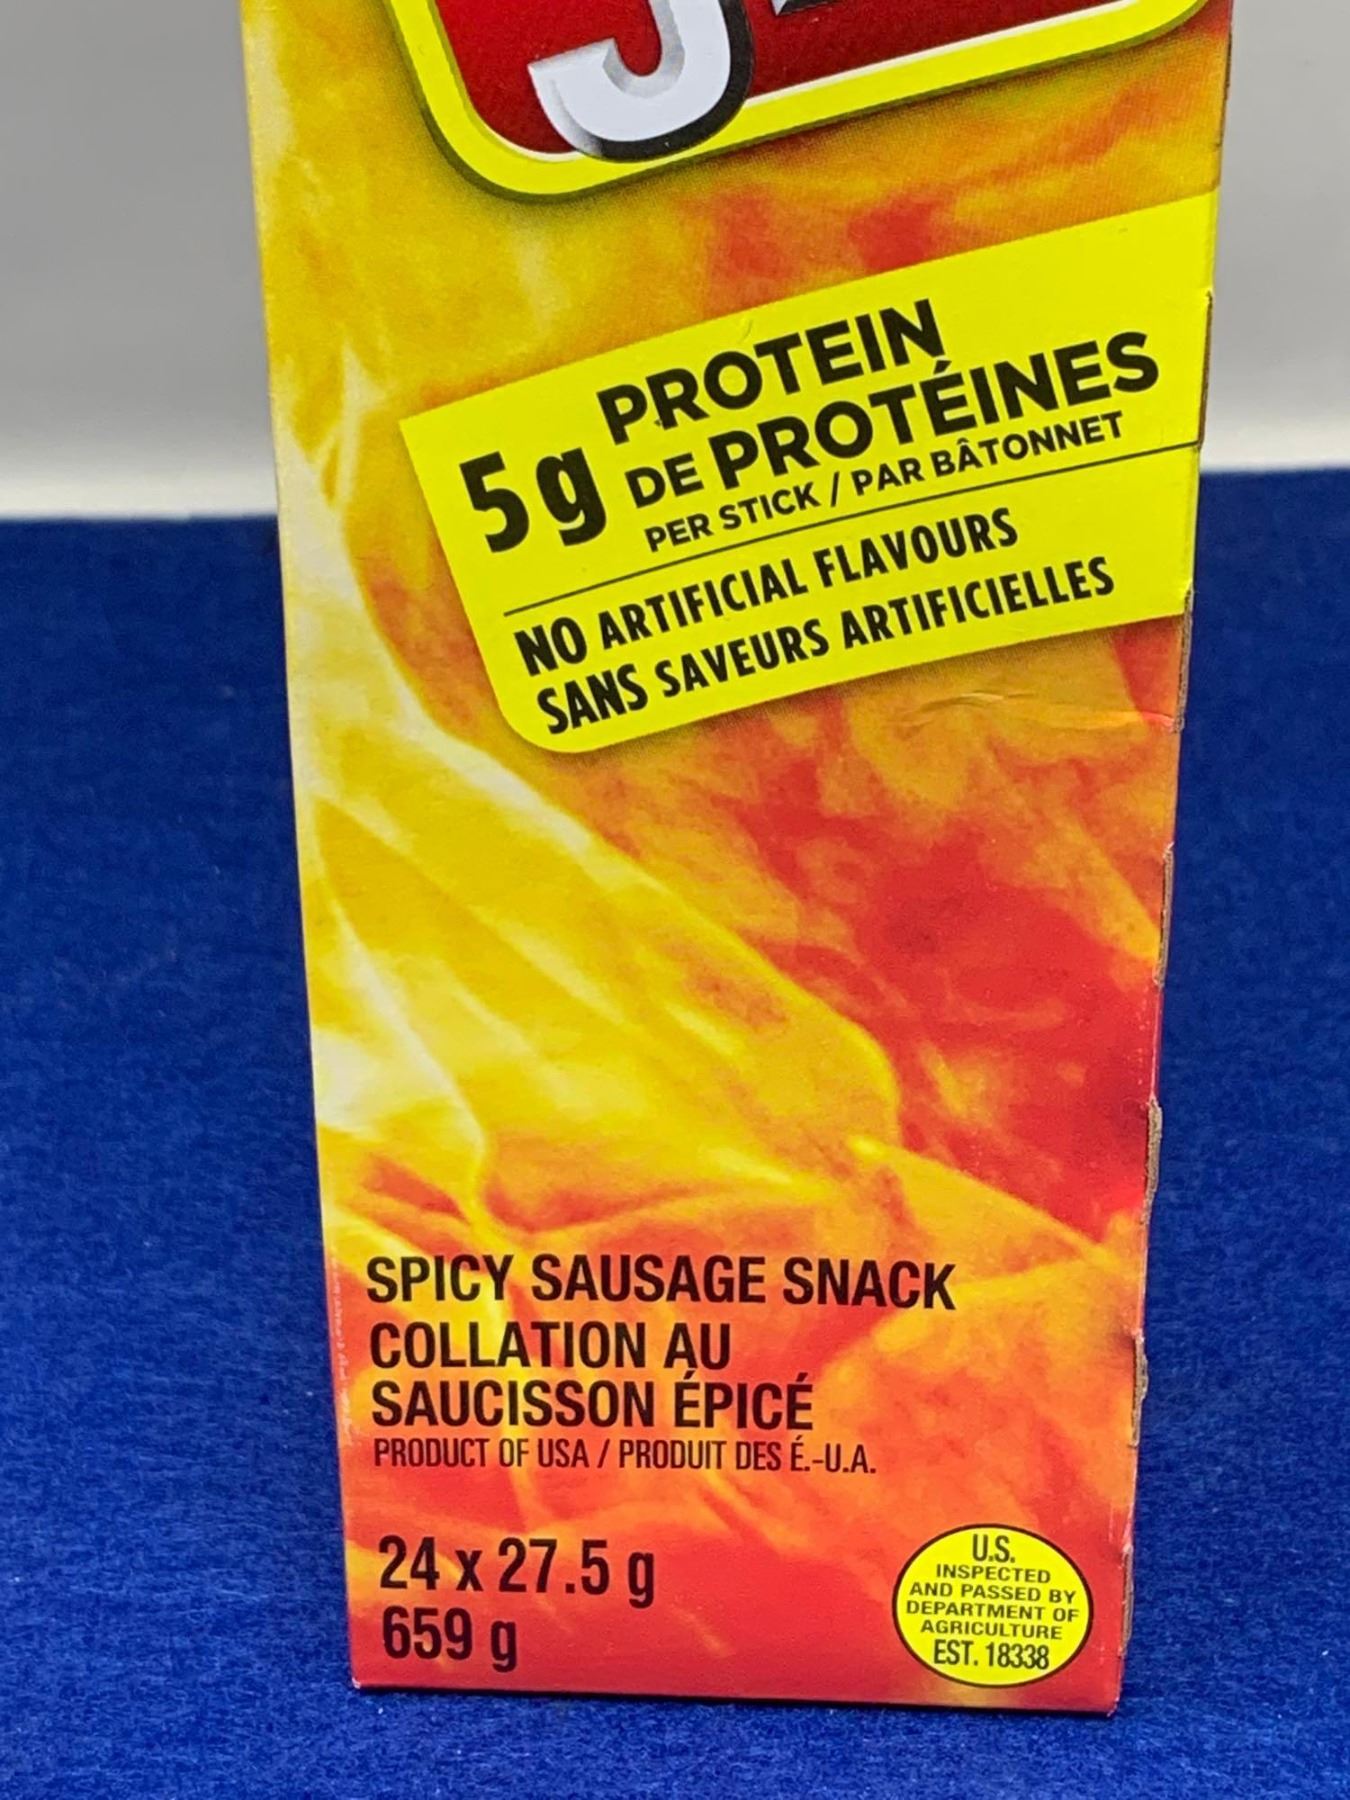 5g PROTEIN
DE PROTÉINES
PER STICK / PAR BÂTONNET
NO ARTIFICIAL FLAVOURS
SANS SAVEURS ARTIFICIELLES
SPICY SAUSAGE SNACK
COLLATION AU
SAUCISSON ÉPICÉ
PRODUCT OF USA / PRODUIT DES É.-U.A.
24 x 27.5 g
659 g
U.S.
INSPECTED
AND PASSED BY
DEPARTMENT OF
AGRICULTURE
EST. 18338